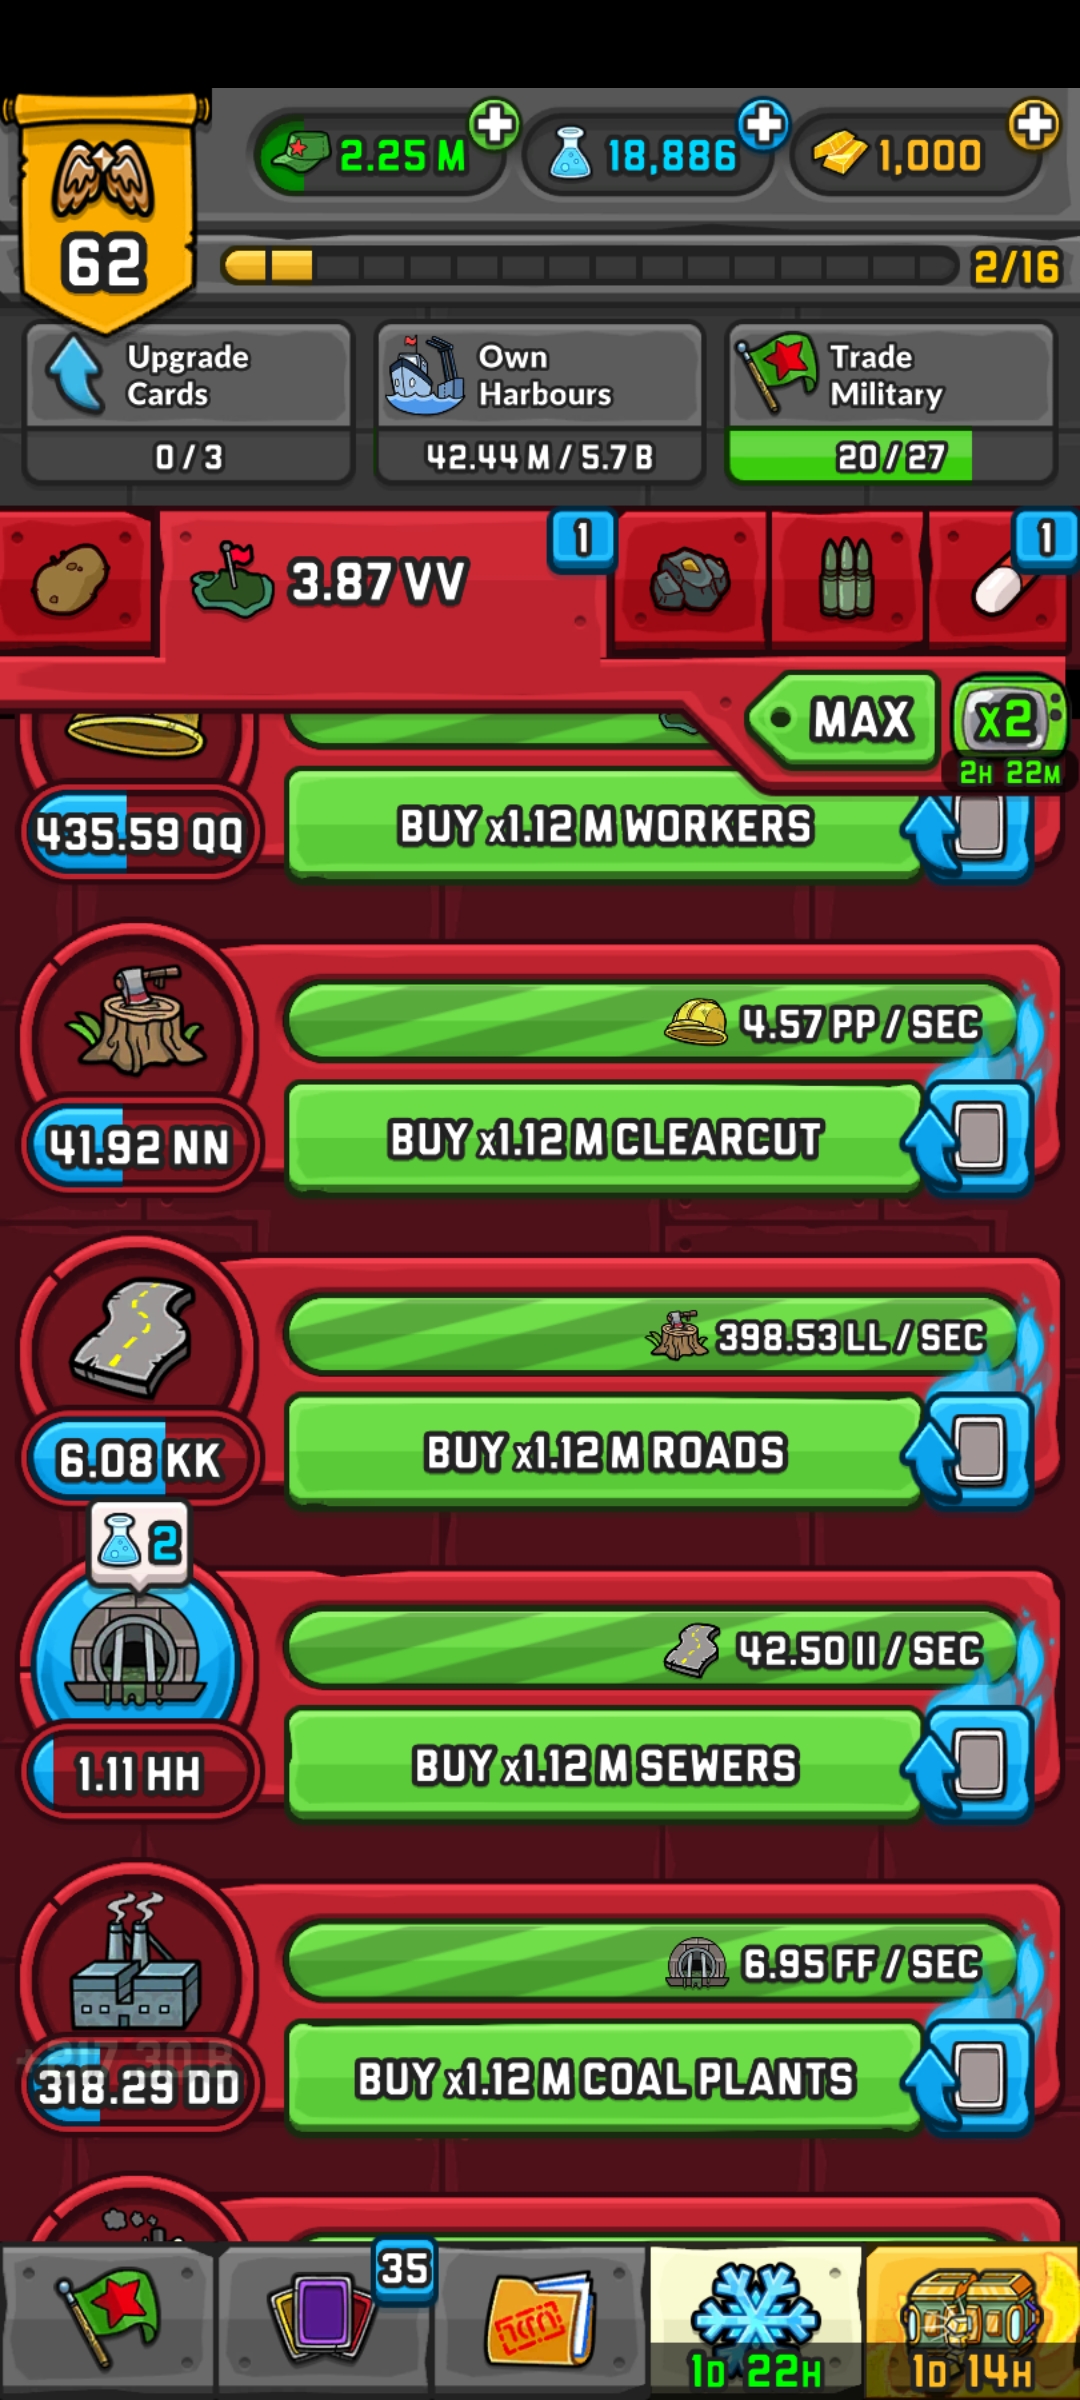 2.25 M
18,886
1,000
62
2/16
Upgrade
Cards
0 / 3
Own
Harbours
42.44 M / 5.7 B
Trade
Military
20 / 27
3.87 VV
1
1
MAX
x2
2H 22M
435.59 QQ
BUY x1.12 M WORKERS
4.57 PP / SEC
41.92 NN
BUY x1.12 M CLEARCUT
398.53 LL / SEC
6.08 KK
BUY x1.12 M ROADS
2
42.50 II / SEC
1.11 HH
BUY x1.12 M SEWERS
6.95 FF / SEC
318.29 DD
BUY x1.12 M COAL PLANTS
35
1D 22H
1D 14H